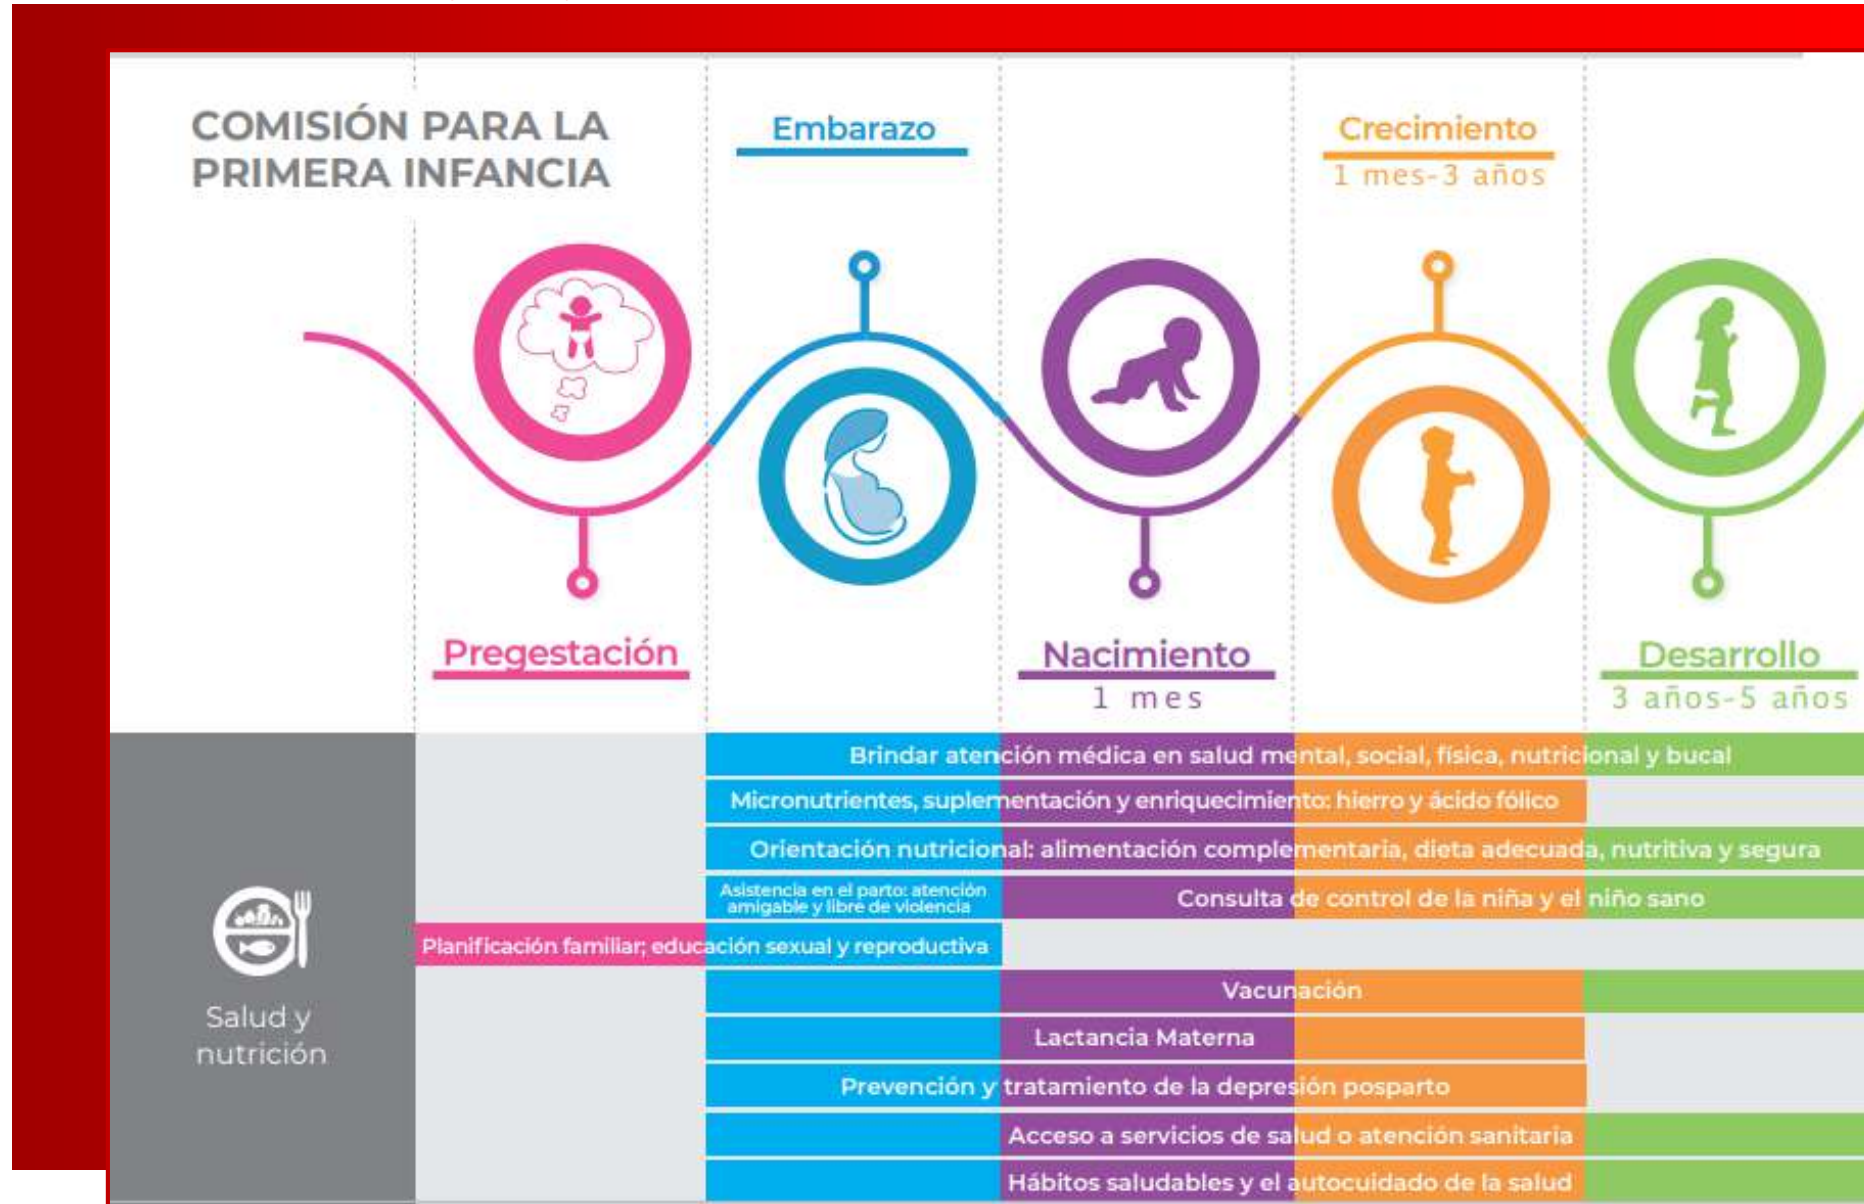 COMISIÓN PARA LA
PRIMERA INFANCIA
Embarazo
Crecimiento
1 mes-3 años
Pregestación
Nacimiento
1 mes
Desarrollo
3 años-5 años
Salud y
nutrición
Brindar atención médica en salud mental, social, física, nutricional y bucal
Micronutrientes, suplementación y enriquecimiento: hierro y ácido fólico
Orientación nutricional: alimentación complementaria, dieta adecuada, nutritiva y segura
Asistencia en el parto: atención
amigable y libre de violencia
Consulta de control de la niña y el niño sano
Planificación familiar; educación sexual y reproductiva
Vacunación
Lactancia Materna
Prevención y tratamiento de la depresión posparto
Acceso a servicios de salud o atención sanitaria
Hábitos saludables y el autocuidado de la salud